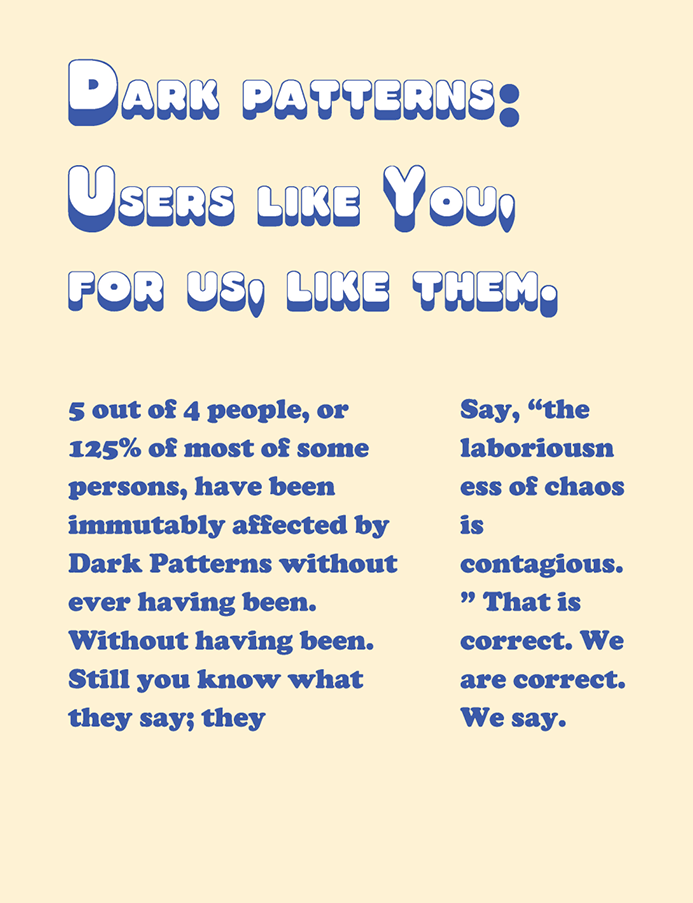 Dark patterns:
Users like You,
for us, like them.
5 out of 4 people, or
125% of most of some
persons, have been
immutably affected by
Dark Patterns without
ever having been.
Without having been.
Still you know what
they say; they
Say, “the
laboriousn
ess of chaos
is
contagious.
” That is
correct. We
are correct.
We say.